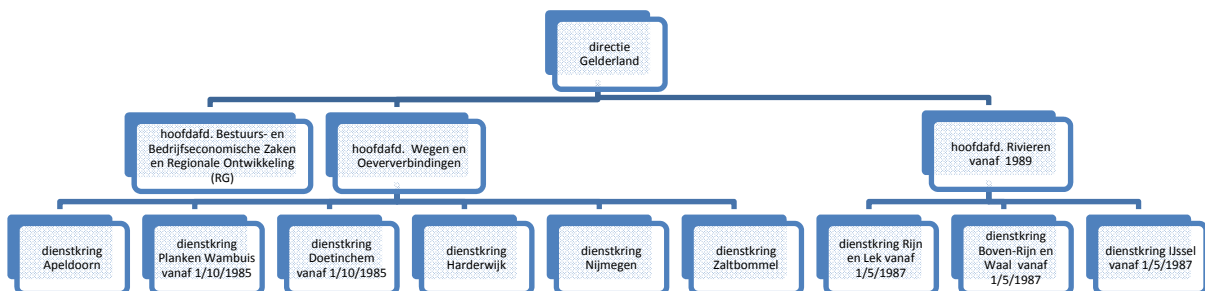 directie
Gelderland
hoofdafd. Bestuurs- en
Bedrijfseconomische Zaken
en Regionale Ontwikkeling
(RG)
hoofdafd. Wegen en
Oeververbindingen
hoofdafd. Rivieren
vanaf 1989
dienstkring
Apeldoorn
dienstkring
Planken Wambuis
vanaf 1/10/1985
dienstkring
Doetinchem
vanaf 1/10/1985
dienstkring
Harderwijk
dienstkring
Nijmegen
dienstkring
Zaltbommel
dienstkring Rijn
en Lek vanaf
1/5/1987
dienstkring
Boven-Rijn en
Waal vanaf
1/5/1987
dienstkring IJssel
vanaf 1/5/1987